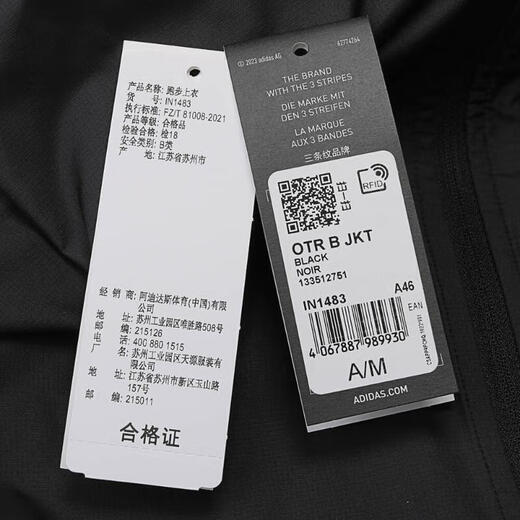 产品名称: 跑步上衣
货 号: IN1483
执行标准: FZ/T 81008-2021
产品等级: 合格品
检验合格: 检18
安全类别: B类
产 地: 江苏省苏州市
经 销 商: 阿迪达斯体育(中国)有限
公司
地 址: 苏州工业园区唯胜路508号
邮 编: 215126
电 话: 400 880 1515
厂 名: 苏州工业园区天源服装有
限公司
地 址: 江苏省苏州市新区玉山路
157号
邮 编: 215011
合格证
© 2023 adidas AG
62774264
THE BRAND
WITH THE 3 STRIPES
DIE MARKE MIT
DEN 3 STREIFEN
LA MARQUE
AUX 3 BANDES
三条纹品牌
RFID
OTR B JKT
BLACK
NOIR
133512751
IN1483 A46
EAN
4 067887 989930
A/M
ADIDAS.COM